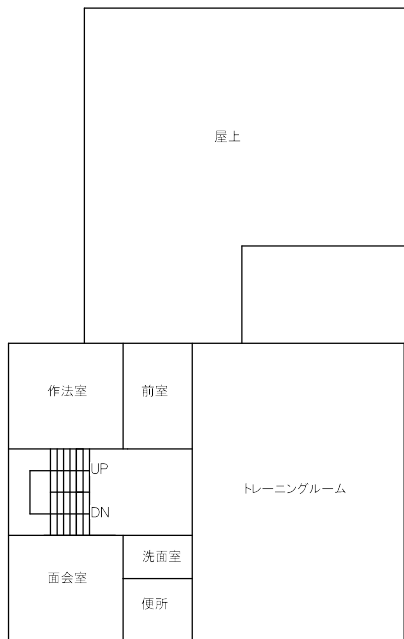 屋上
作法室
前室
UP
トレーニングルーム
DN
洗面室
面会室
便所